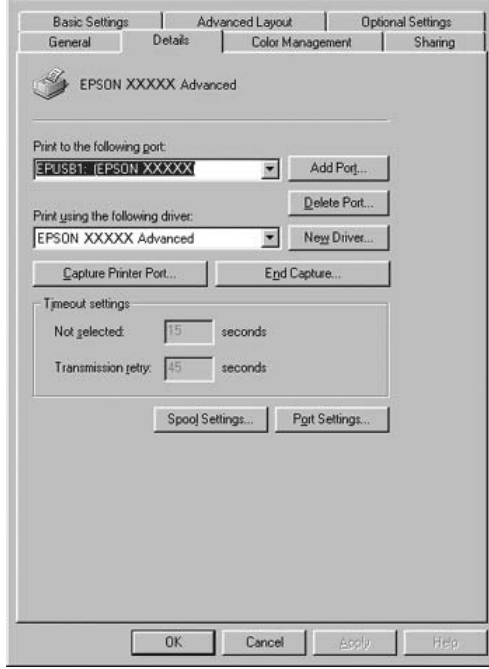 Basic Settings Advanced Layout Optional Settings
General Details Color Management Sharing
EPSON XXXXX Advanced
Print to the following port:
EPUSB1: (EPSON XXXXX( Add Port...
Delete Port...
Print using the following driver:
EPSON XXXXX Advanced New Driver...
Capture Printer Port... End Capture...
Timeout settings
Not selected: 15 seconds
Transmission retry: 45 seconds
Spool Settings... Port Settings...
OK Cancel Apply Help